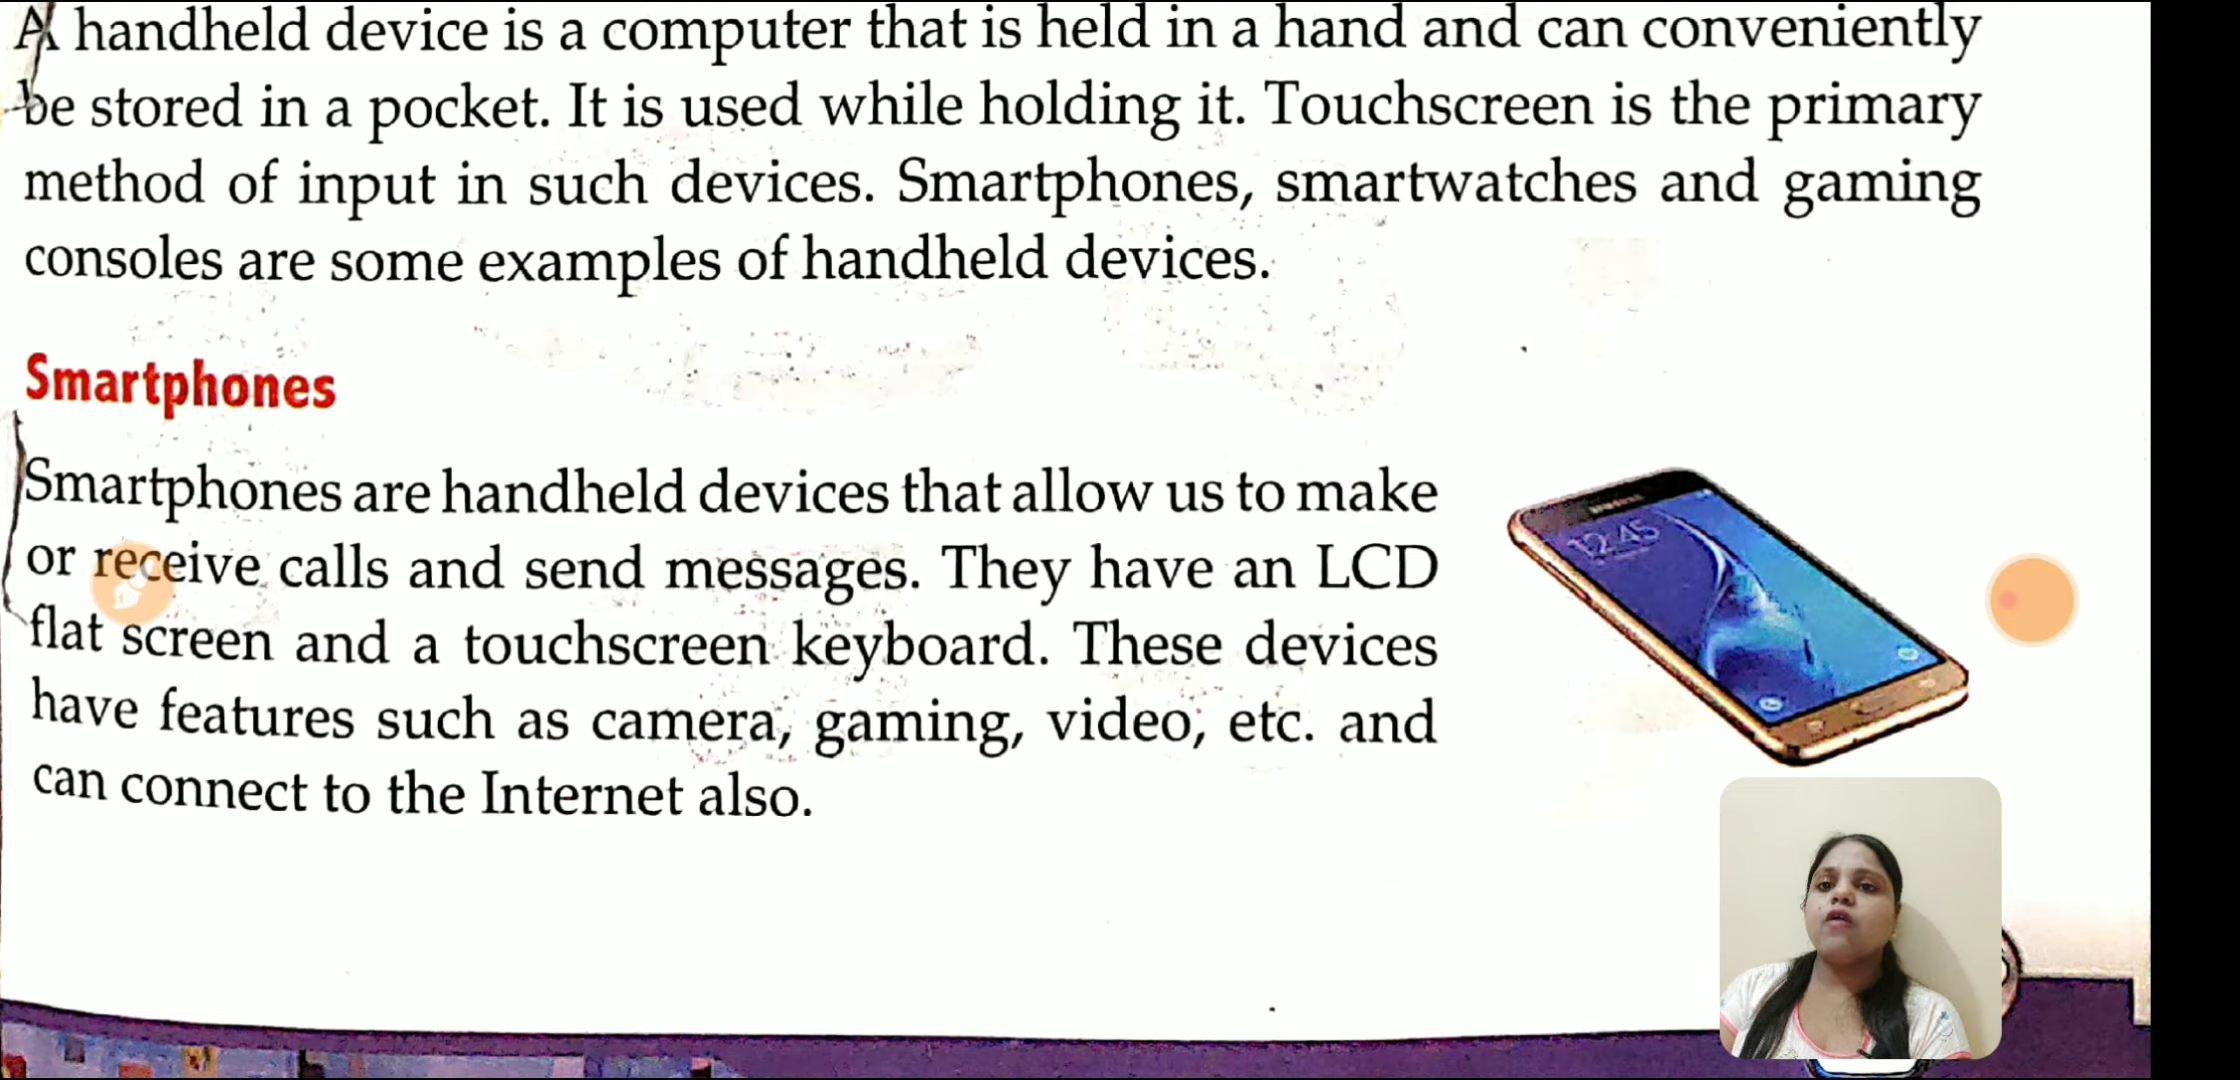 A handheld device is a computer that is held in a hand and can conveniently
be stored in a pocket. It is used while holding it. Touchscreen is the primary
method of input in such devices. Smartphones, smartwatches and gaming
consoles are some examples of handheld devices.
Smartphones
Smartphones are handheld devices that allow us to make
or receive calls and send messages. They have an LCD
flat screen and a touchscreen keyboard. These devices
have features such as camera, gaming, video, etc. and
can connect to the Internet also.
SAMSUNG
12:45